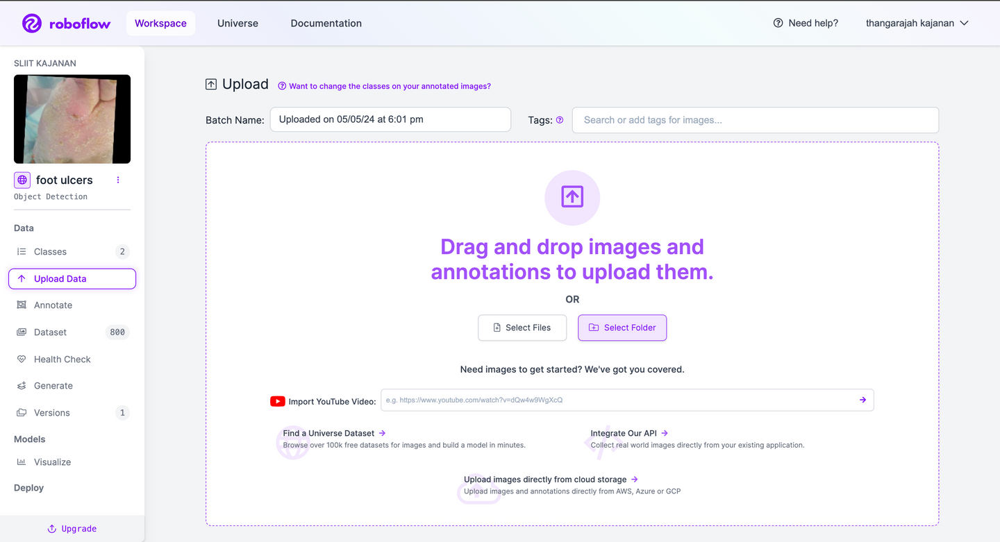 roboflow
Workspace
Universe
Documentation
Need help?
thangarajah kajanan
SLIIT KAJANAN
foot ulcers
Object Detection
Data
Classes 2
Upload Data
Annotate
Dataset 800
Health Check
Generate
Versions 1
Models
Visualize
Deploy
Upgrade
Upload
Want to change the classes on your annotated images?
Batch Name: Uploaded on 05/05/24 at 6:01 pm
Tags: Search or add tags for images...
Drag and drop images and
annotations to upload them.
OR
Select Files
Select Folder
Need images to get started? We've got you covered.
Import YouTube Video: e.g. https://www.youtube.com/watch?v=dQw4w9WgXcQ
Find a Universe Dataset
Browse over 100k free datasets for images and build a model in minutes.
Integrate Our API
Collect real world images directly from your existing application.
Upload images directly from cloud storage
Upload images and annotations directly from AWS, Azure or GCP